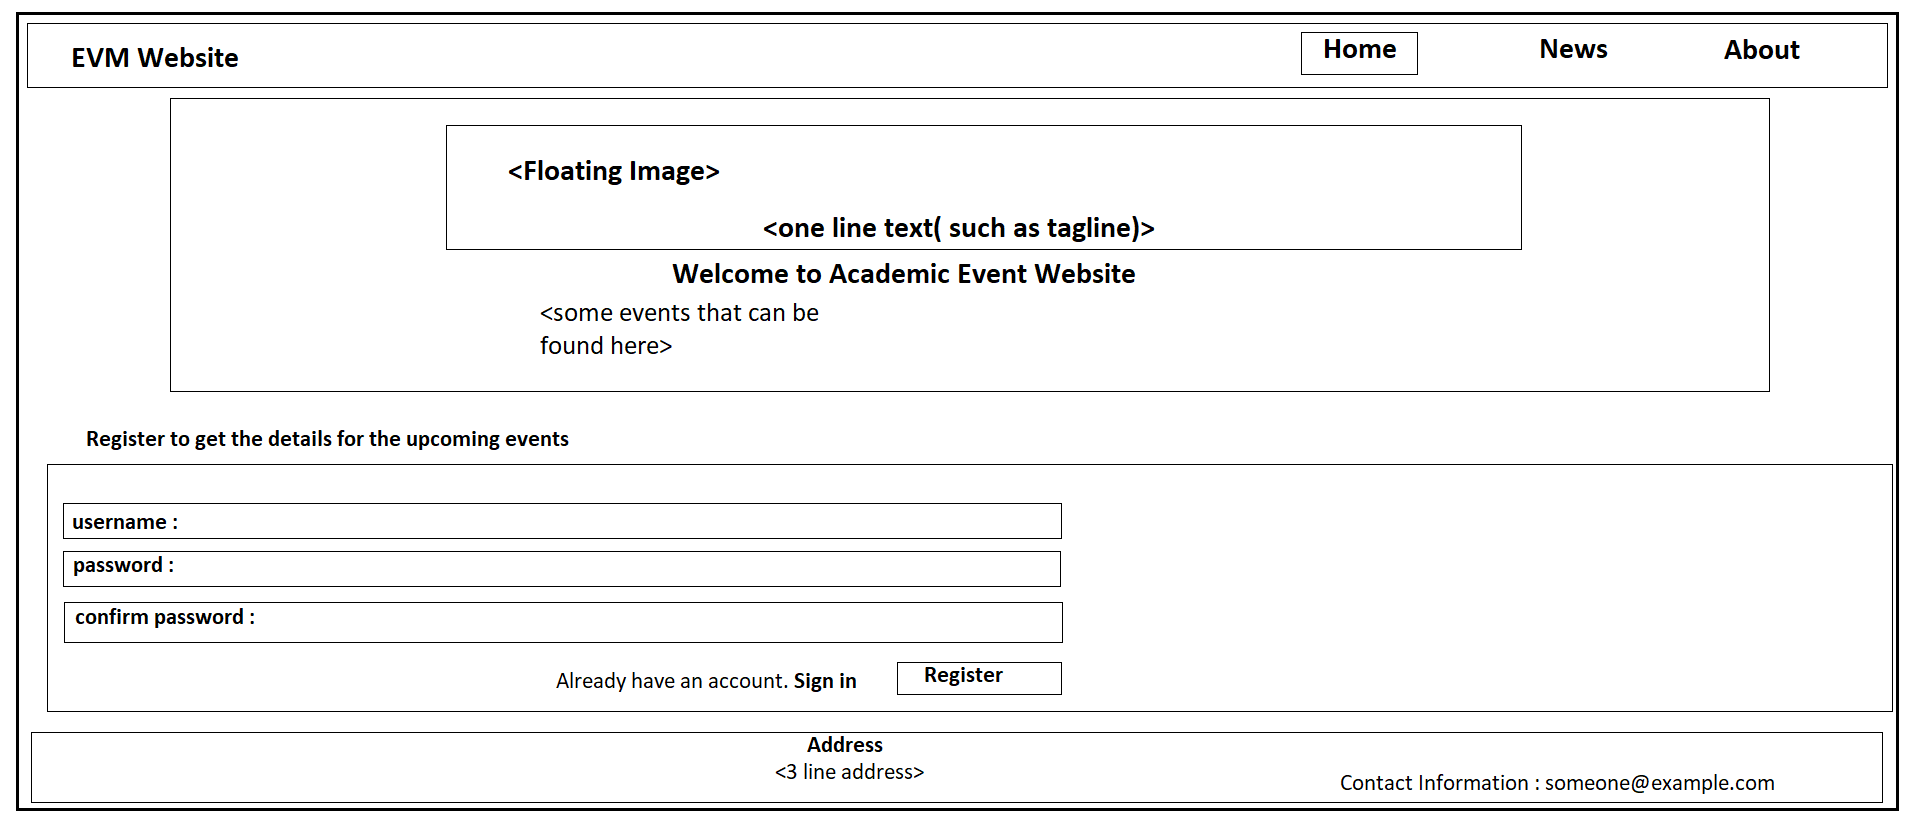 EVM Website
Home
News
About
<Floating Image>
<one line text( such as tagline)>
Welcome to Academic Event Website
<some events that can be
found here>
Register to get the details for the upcoming events
username :
password :
confirm password :
Already have an account. Sign in
Register
Address
<3 line address>
Contact Information : someone@example.com